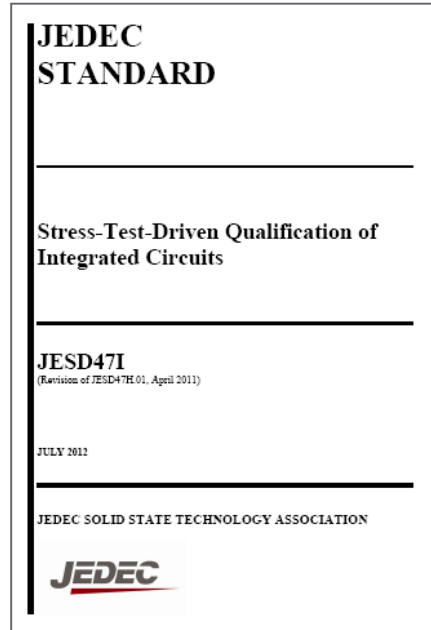 JEDEC
STANDARD
Stress-Test-Driven Qualification of
Integrated Circuits
JESD47I
(Revision of JESD47H.01, April 2011)
JULY 2012
JEDEC SOLID STATE TECHNOLOGY ASSOCIATION
JEDEC